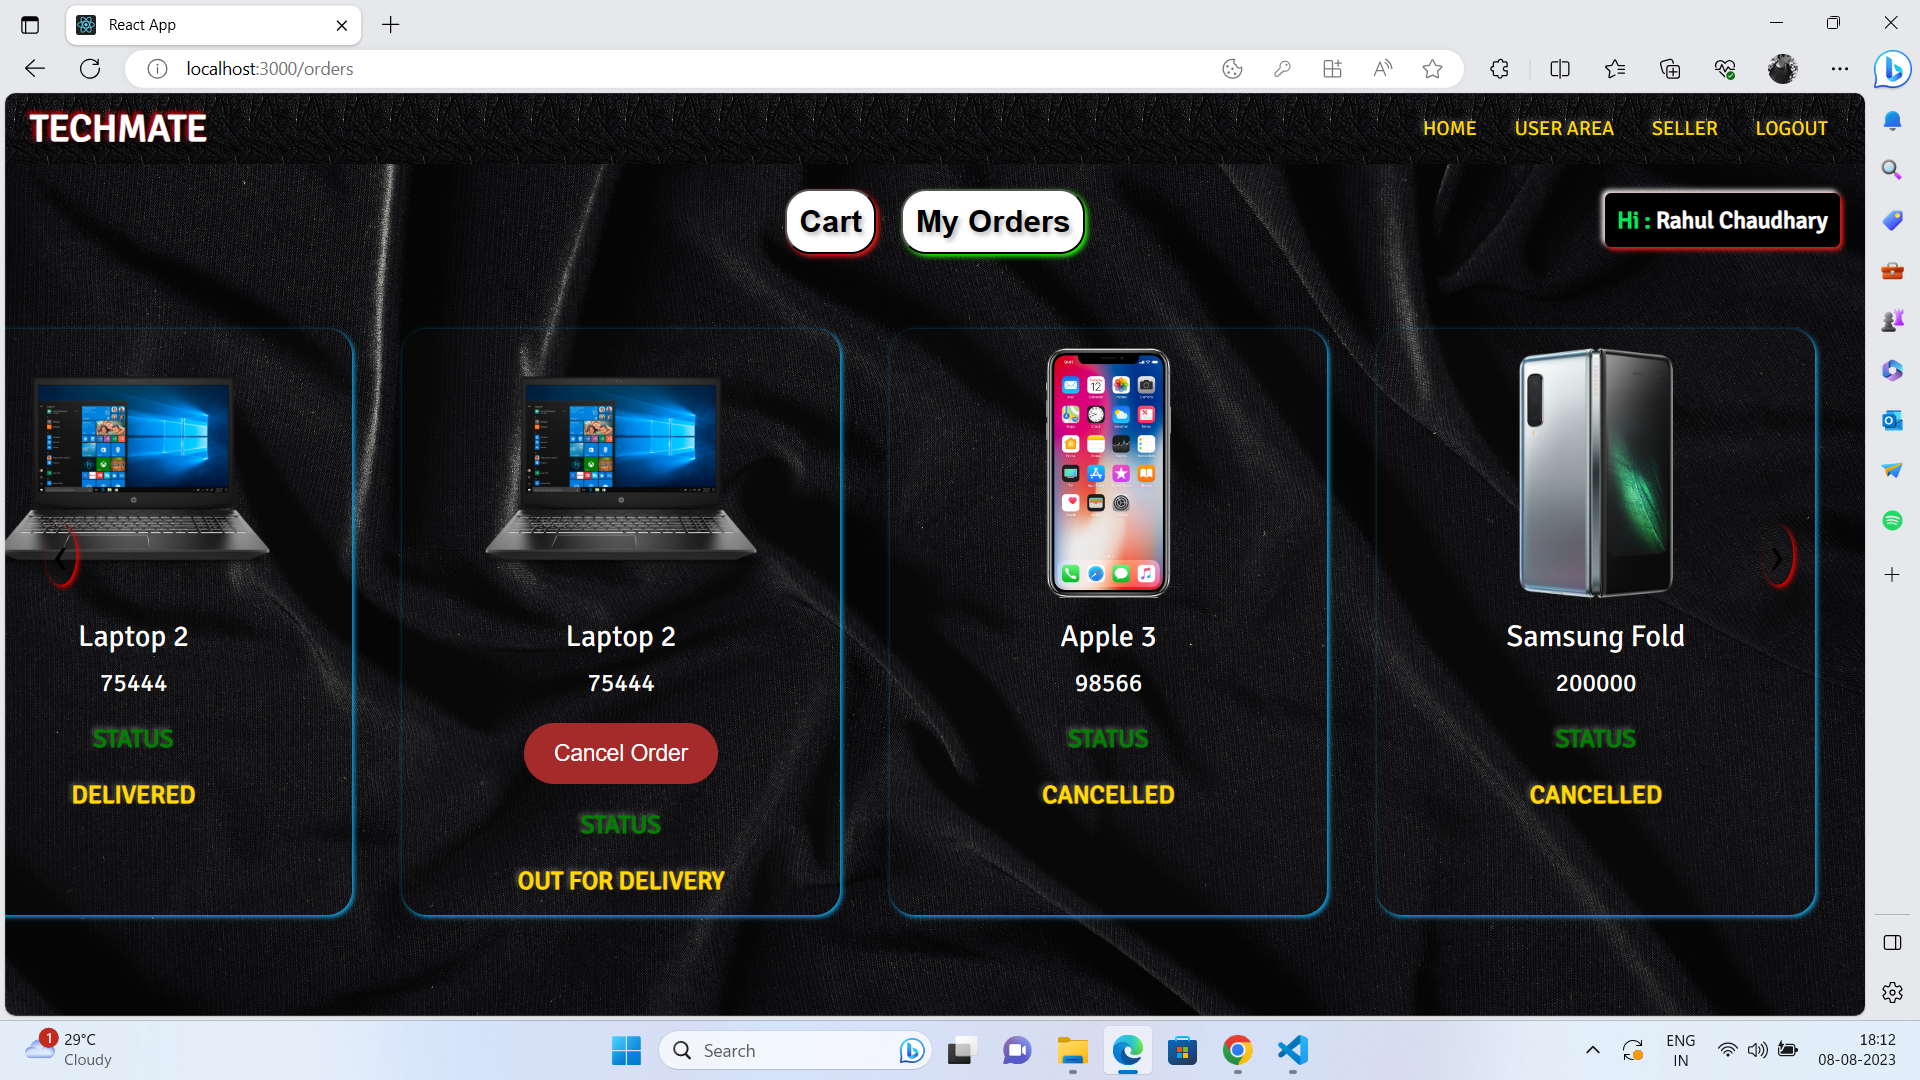 React App
localhost:3000/orders
TECHMATE
HOME
USER AREA
SELLER
LOGOUT
Cart
My Orders
Hi : Rahul Chaudhary
Laptop 2
75444
STATUS
DELIVERED
Laptop 2
75444
Cancel Order
STATUS
OUT FOR DELIVERY
Apple 3
98566
STATUS
CANCELLED
Samsung Fold
200000
STATUS
CANCELLED
1
29°C
Cloudy
Search
ENG
IN
18:12
08-08-2023